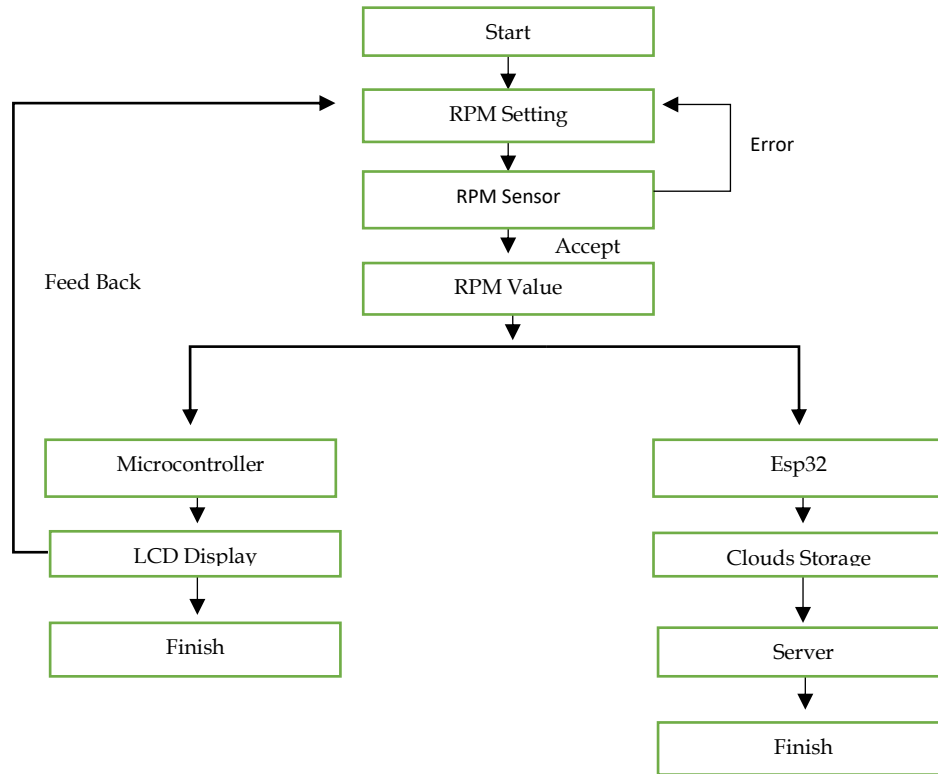 Start
RPM Setting
Error
RPM Sensor
Accept
Feed Back
RPM Value
Microcontroller
Esp32
LCD Display
Clouds Storage
Finish
Server
Finish